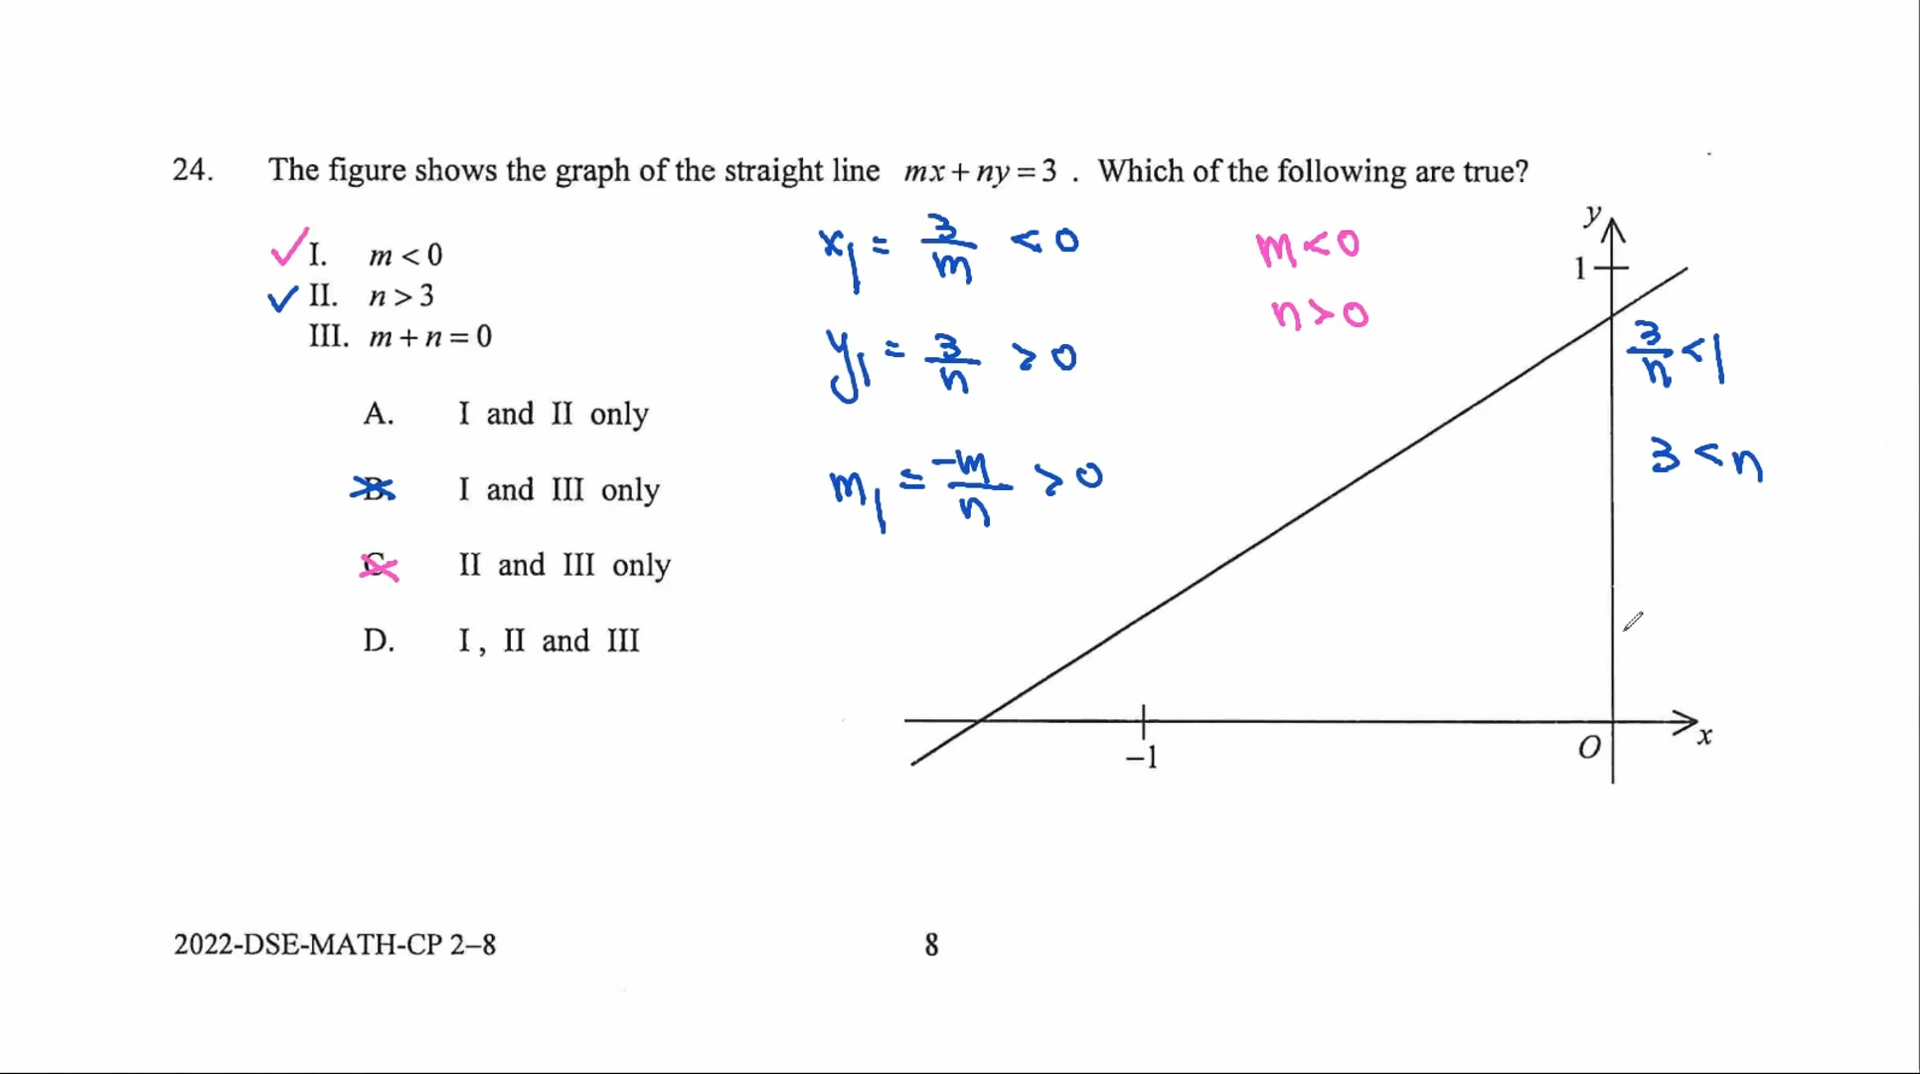 24. The figure shows the graph of the straight line mx + ny = 3 . Which of the following are true?
✓ I. m < 0
✓ II. n > 3
III. m + n = 0
A. I and II only
B. I and III only
C. II and III only
D. I , II and III
x₁ = 3/m < 0
y₁ = 3/n > 0
m₁ = -m/n > 0
m < 0
n > 0
y
1
3/n < 1
3 < n
-1
O
x
2022-DSE-MATH-CP 2–8
8